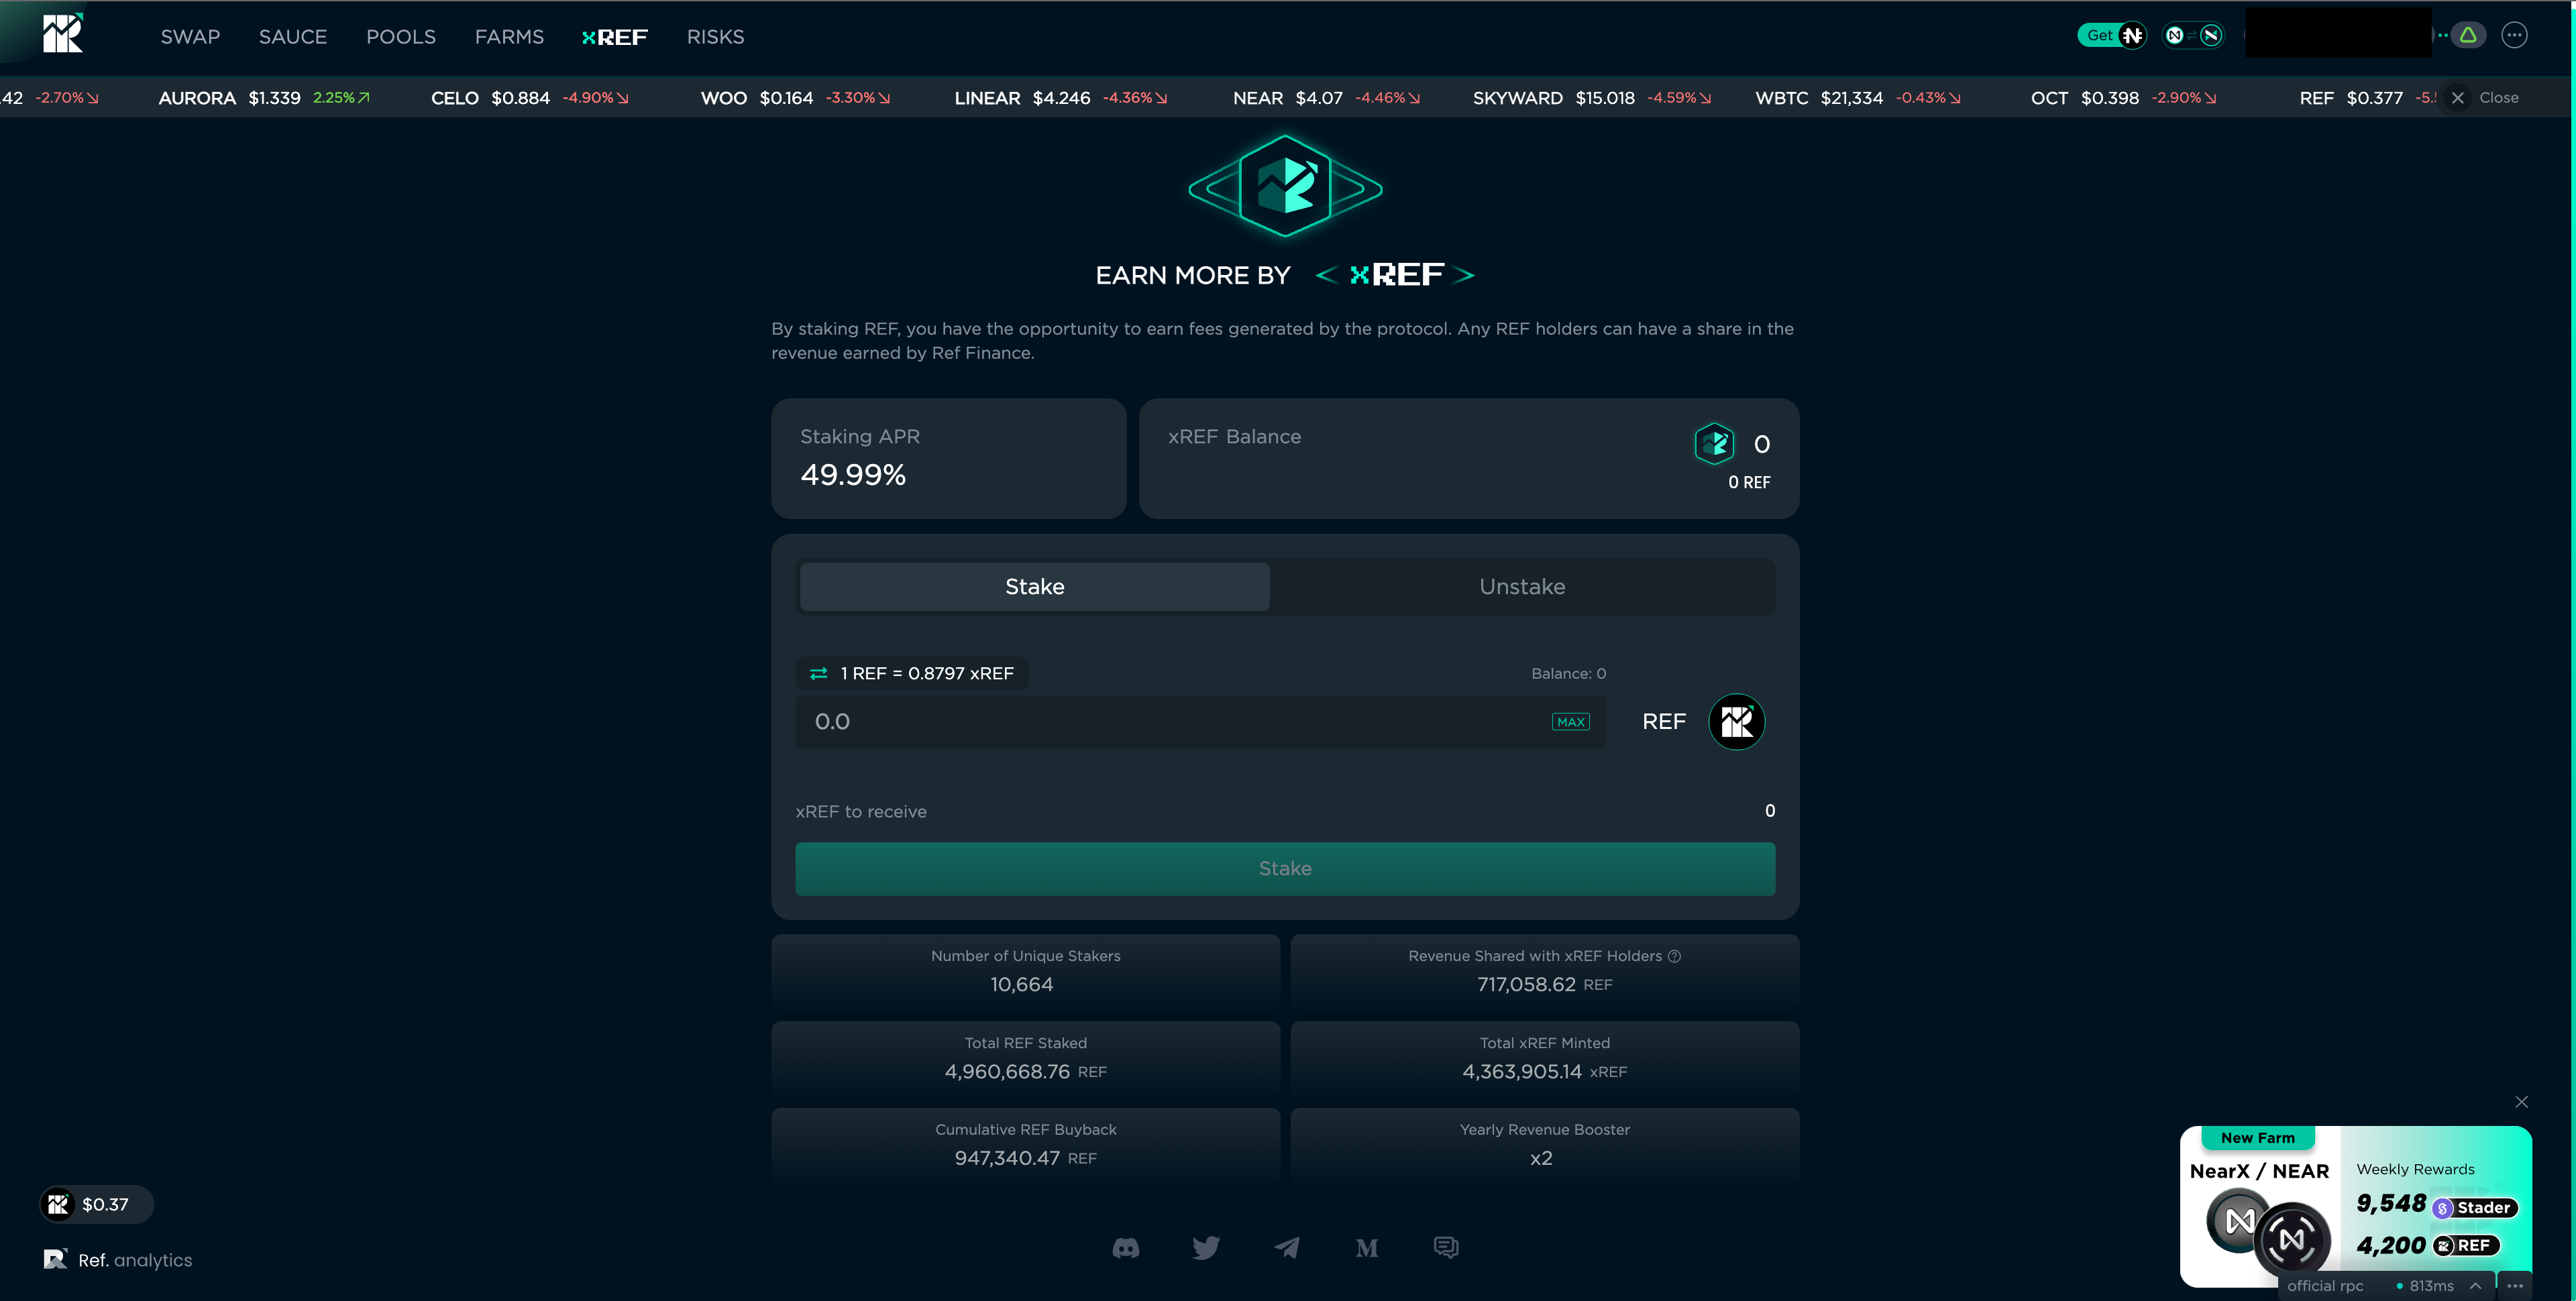 SWAP SAUCE POOLS FARMS xREF RISKS Get
.42 -2.70% AURORA $1.339 2.25% CELO $0.884 -4.90% WOO $0.164 -3.30% LINEAR $4.246 -4.36% NEAR $4.07 -4.46% SKYWARD $15.018 -4.59% WBTC $21,334 -0.43% OCT $0.398 -2.90% REF $0.377 Close
EARN MORE BY < xREF >
By staking REF, you have the opportunity to earn fees generated by the protocol. Any REF holders can have a share in the
revenue earned by Ref Finance.
Staking APR
49.99%
xREF Balance
0
0 REF
Stake Unstake
1 REF = 0.8797 xREF Balance: 0
0.0 MAX REF
xREF to receive 0
Stake
Number of Unique Stakers
10,664
Revenue Shared with xREF Holders ?
717,058.62 REF
Total REF Staked
4,960,668.76 REF
Total xREF Minted
4,363,905.14 xREF
Cumulative REF Buyback
947,340.47 REF
Yearly Revenue Booster
x2
New Farm
NearX / NEAR
Weekly Rewards
9,548 Stader
4,200 REF
$0.37
Ref. analytics
official rpc 813ms